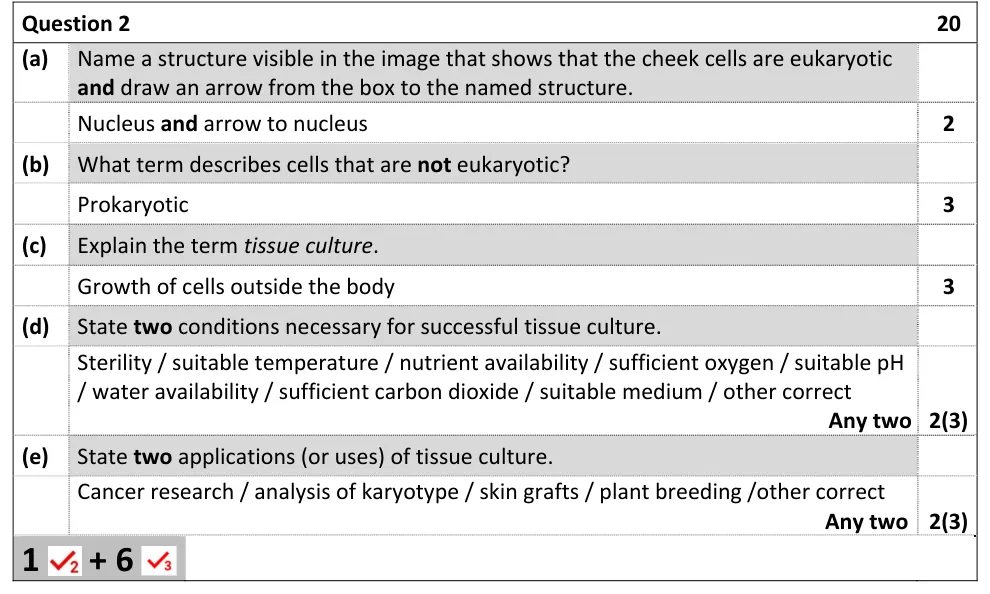 Question 2 20
(a) Name a structure visible in the image that shows that the cheek cells are eukaryotic
and draw an arrow from the box to the named structure.
Nucleus and arrow to nucleus 2
(b) What term describes cells that are not eukaryotic?
Prokaryotic 3
(c) Explain the term tissue culture.
Growth of cells outside the body 3
(d) State two conditions necessary for successful tissue culture.
Sterility / suitable temperature / nutrient availability / sufficient oxygen / suitable pH
/ water availability / sufficient carbon dioxide / suitable medium / other correct
Any two 2(3)
(e) State two applications (or uses) of tissue culture.
Cancer research / analysis of karyotype / skin grafts / plant breeding /other correct
Any two 2(3)
1 ✓2 + 6 ✓3